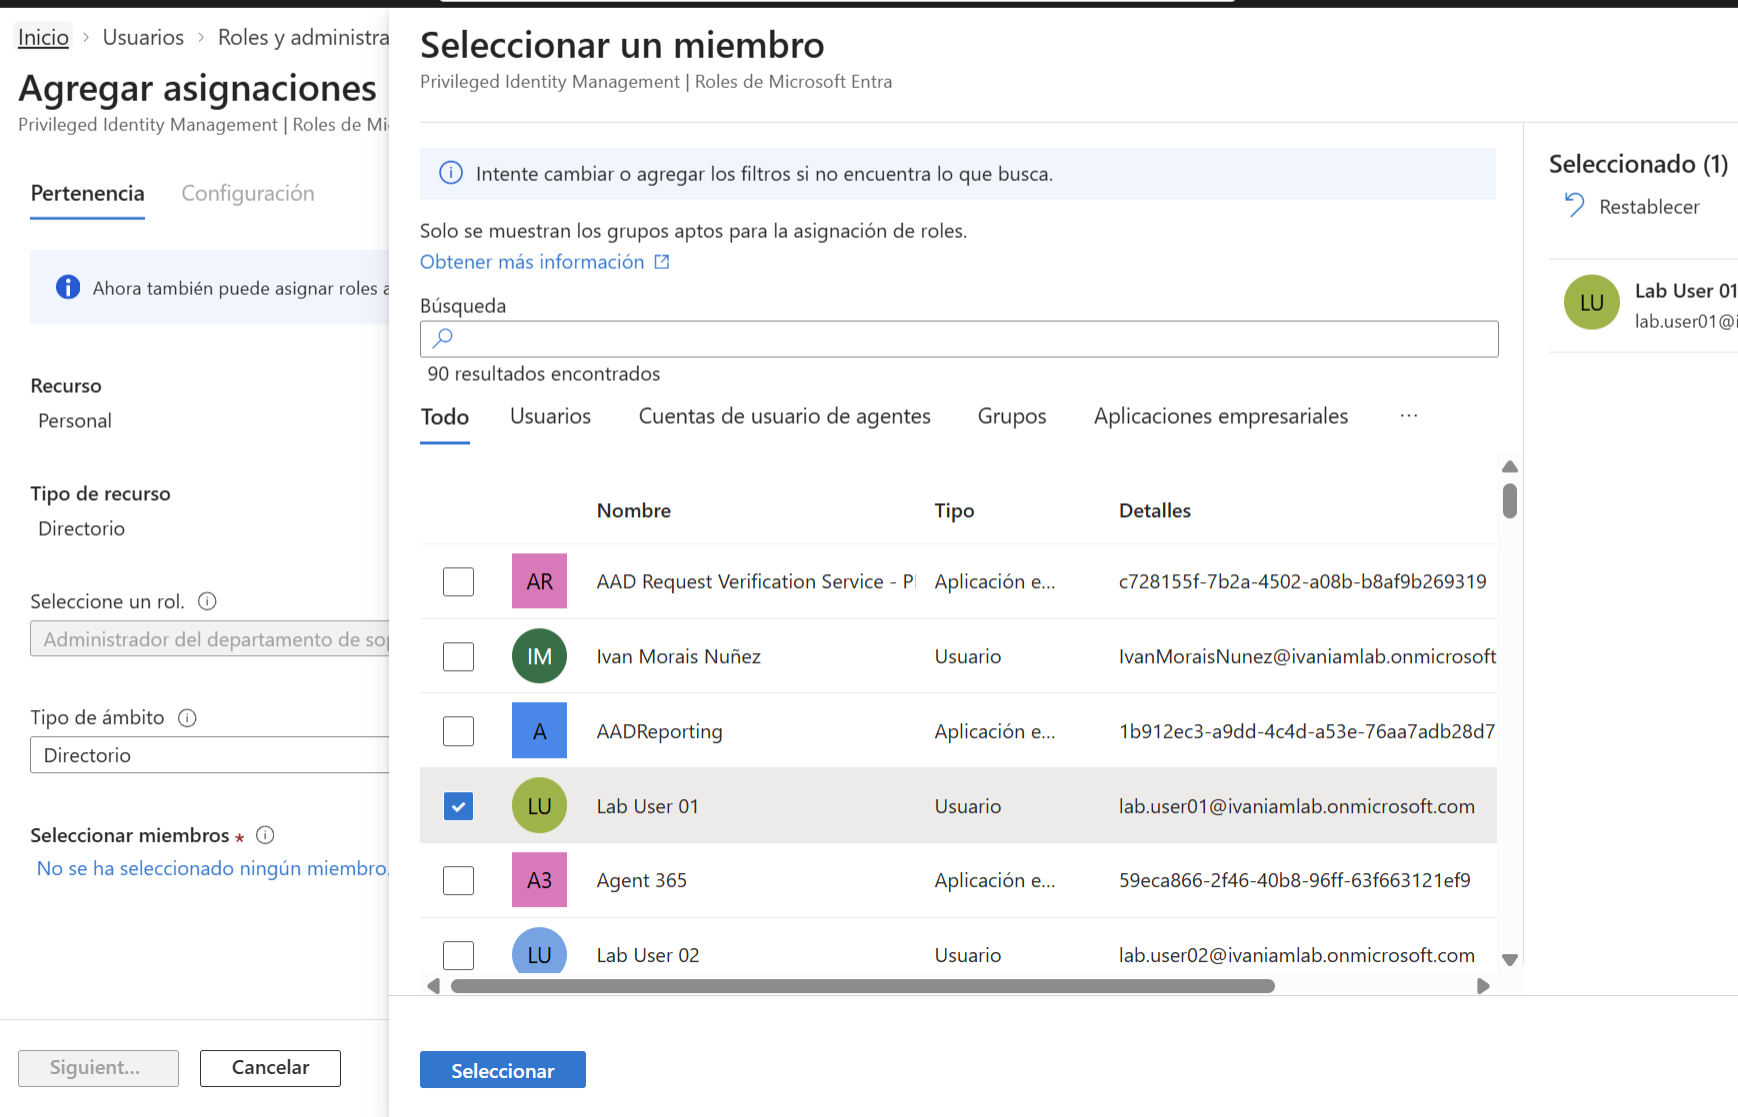 Inicio > Usuarios > Roles y administra
Agregar asignaciones
Privileged Identity Management | Roles de Mi
Pertenencia Configuración
Ahora también puede asignar roles a
Recurso
Personal
Tipo de recurso
Directorio
Seleccione un rol.
Administrador del departamento de sop
Tipo de ámbito
Directorio
Seleccionar miembros *
No se ha seleccionado ningún miembro.
Siguient...
Cancelar
Seleccionar un miembro
Privileged Identity Management | Roles de Microsoft Entra
Intente cambiar o agregar los filtros si no encuentra lo que busca.
Solo se muestran los grupos aptos para la asignación de roles.
Obtener más información
Búsqueda
90 resultados encontrados
Todo Usuarios Cuentas de usuario de agentes Grupos Aplicaciones empresariales ...
Nombre Tipo Detalles
AR AAD Request Verification Service - P Aplicación e... c728155f-7b2a-4502-a08b-b8af9b269319
IM Ivan Morais Nuñez Usuario IvanMoraisNunez@ivaniamlab.onmicrosoft
A AADReporting Aplicación e... 1b912ec3-a9dd-4c4d-a53e-76aa7adb28d7
LU Lab User 01 Usuario lab.user01@ivaniamlab.onmicrosoft.com
A3 Agent 365 Aplicación e... 59eca866-2f46-40b8-96ff-63f663121ef9
LU Lab User 02 Usuario lab.user02@ivaniamlab.onmicrosoft.com
Seleccionar
Seleccionado (1)
Restablecer
LU Lab User 01
lab.user01@i